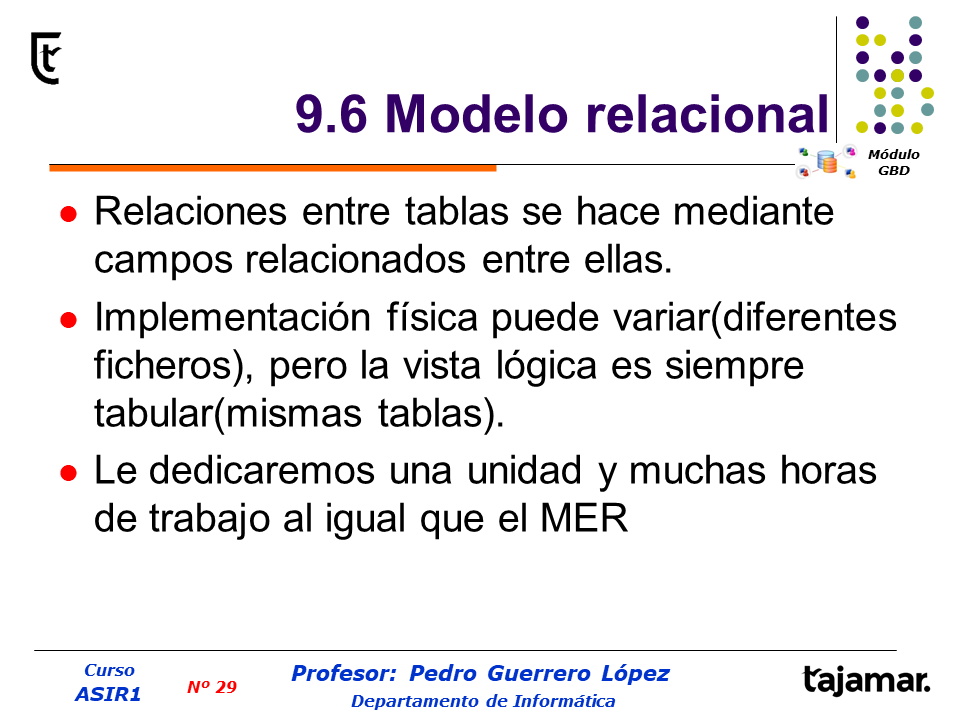 9.6 Modelo relacional
Módulo
GBD
Relaciones entre tablas se hace mediante
campos relacionados entre ellas.
Implementación física puede variar(diferentes
ficheros), pero la vista lógica es siempre
tabular(mismas tablas).
Le dedicaremos una unidad y muchas horas
de trabajo al igual que el MER
Curso
ASIR1
Nº 29
Profesor: Pedro Guerrero López
Departamento de Informática
tajamar.